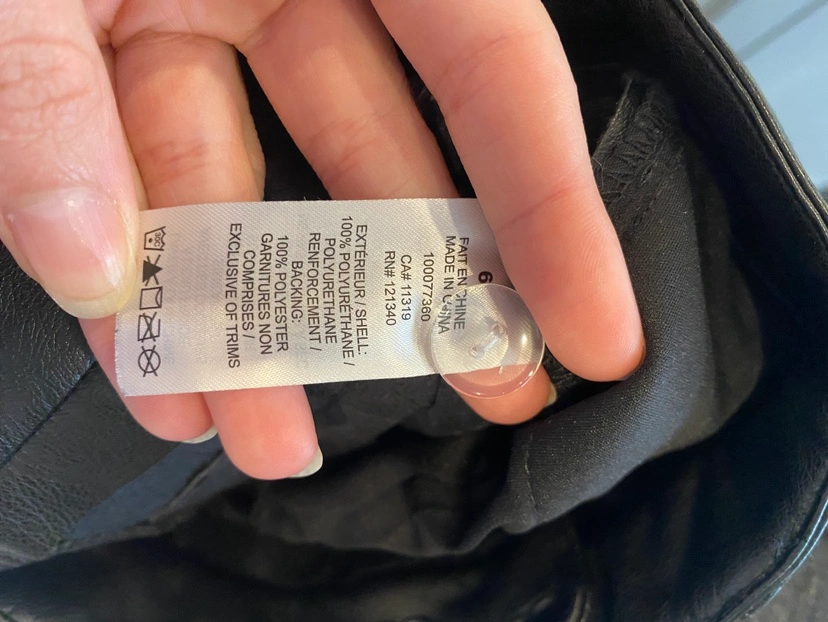 6
FAIT EN CHINE
MADE IN CHINA
100077360
CA# 11319
RN# 121340
EXTÉRIEUR / SHELL:
100% POLYURÉTHANE /
POLYURETHANE
RENFORCEMENT /
BACKING:
100% POLYESTER
GARNITURES NON
COMPRISES /
EXCLUSIVE OF TRIMS